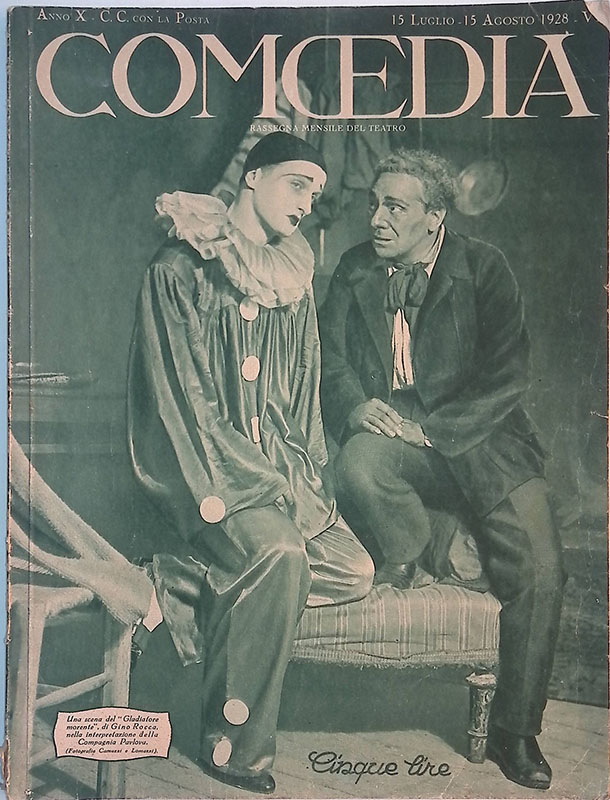 Anno X - C. C. con la Posta 15 Luglio - 15 Agosto 1928 - V
COMŒDIA
RASSEGNA MENSILE DEL TEATRO
Una scena del "Gladiatore
morente", di Gino Rocca,
nella interpretazione della
Compagnia Pavlova.
(Fotografia Camuzzi e Lomazzi).
Cinque lire